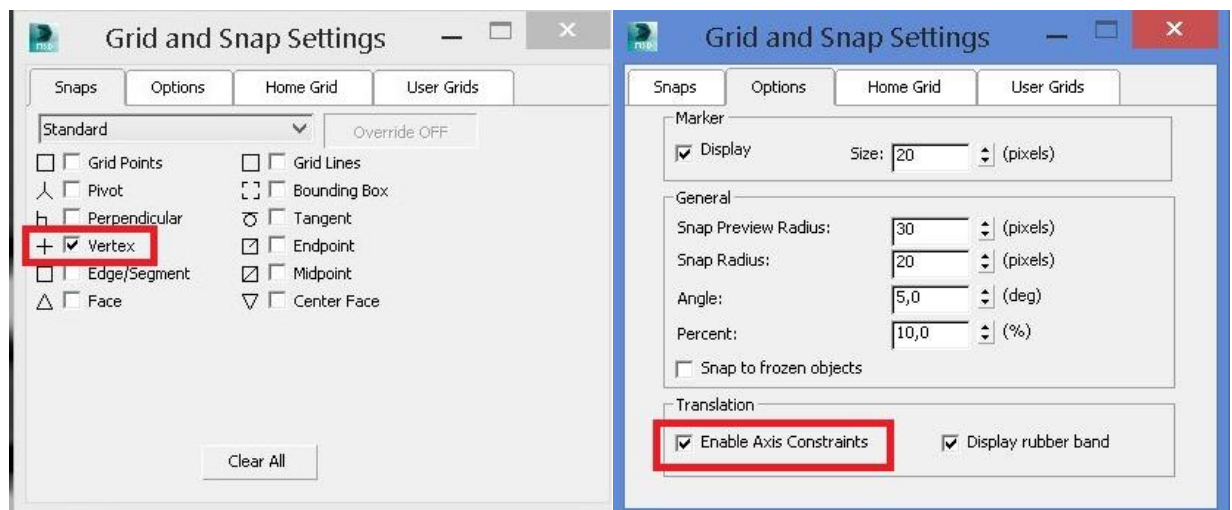 Grid and Snap Settings
Snaps Options Home Grid User Grids
Standard Override OFF
Grid Points Grid Lines
Pivot Bounding Box
Perpendicular Tangent
Vertex Endpoint
Edge/Segment Midpoint
Face Center Face
Clear All
Grid and Snap Settings
Snaps Options Home Grid User Grids
Marker
Display Size: 20 (pixels)
General
Snap Preview Radius: 30 (pixels)
Snap Radius: 20 (pixels)
Angle: 5,0 (deg)
Percent: 10,0 (%)
Snap to frozen objects
Translation
Enable Axis Constraints Display rubber band